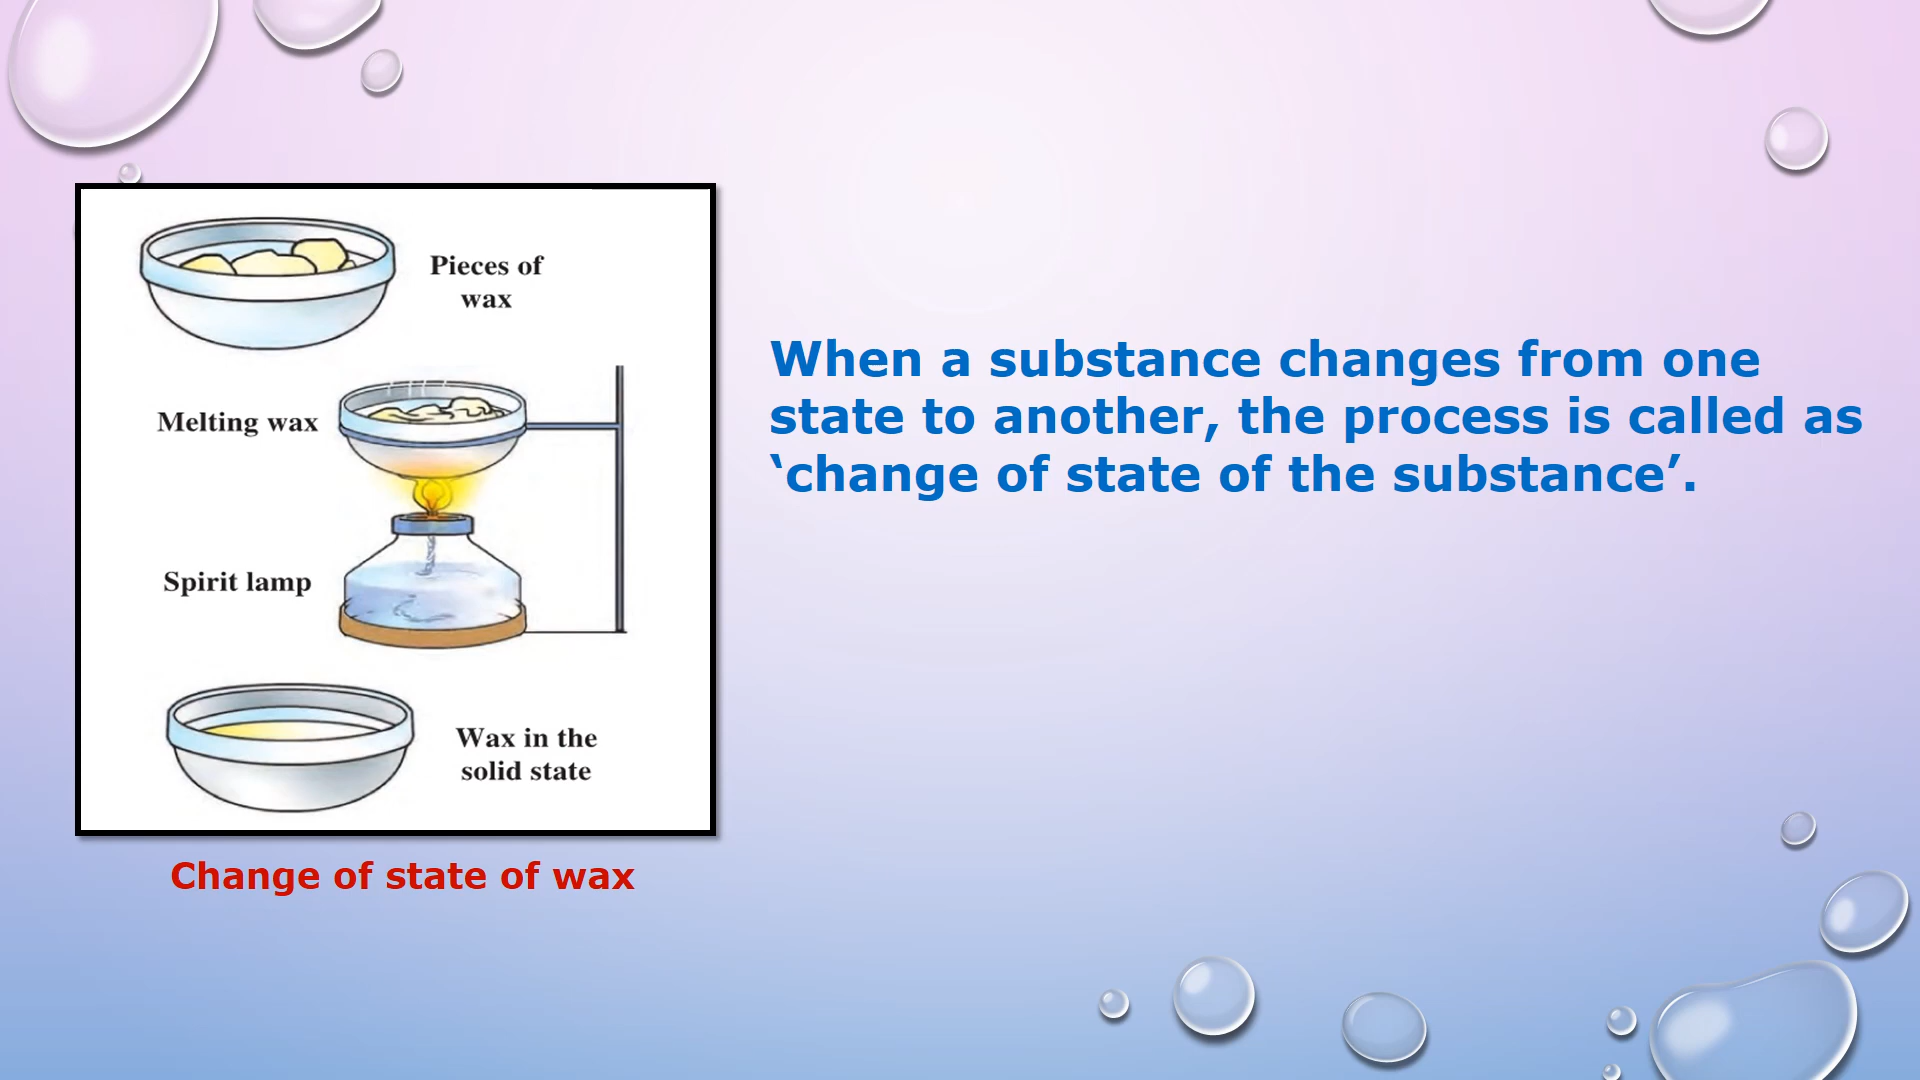 Pieces of
wax
Melting wax
Spirit lamp
Wax in the
solid state
Change of state of wax
When a substance changes from one
state to another, the process is called as
‘change of state of the substance’.